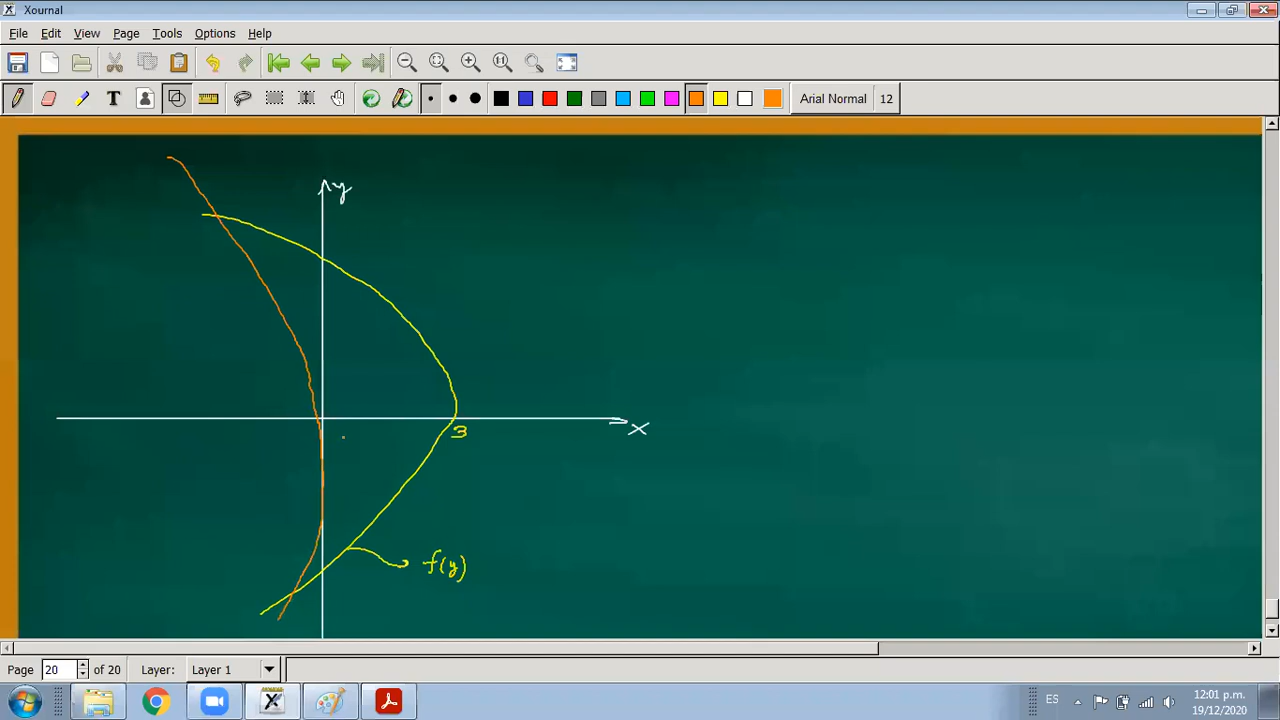 Xournal
File Edit View Page Tools Options Help
T Arial Normal 12
y
x
3
f(y)
Page 20 of 20 Layer: Layer 1
ES 12:01 p.m.
19/12/2020